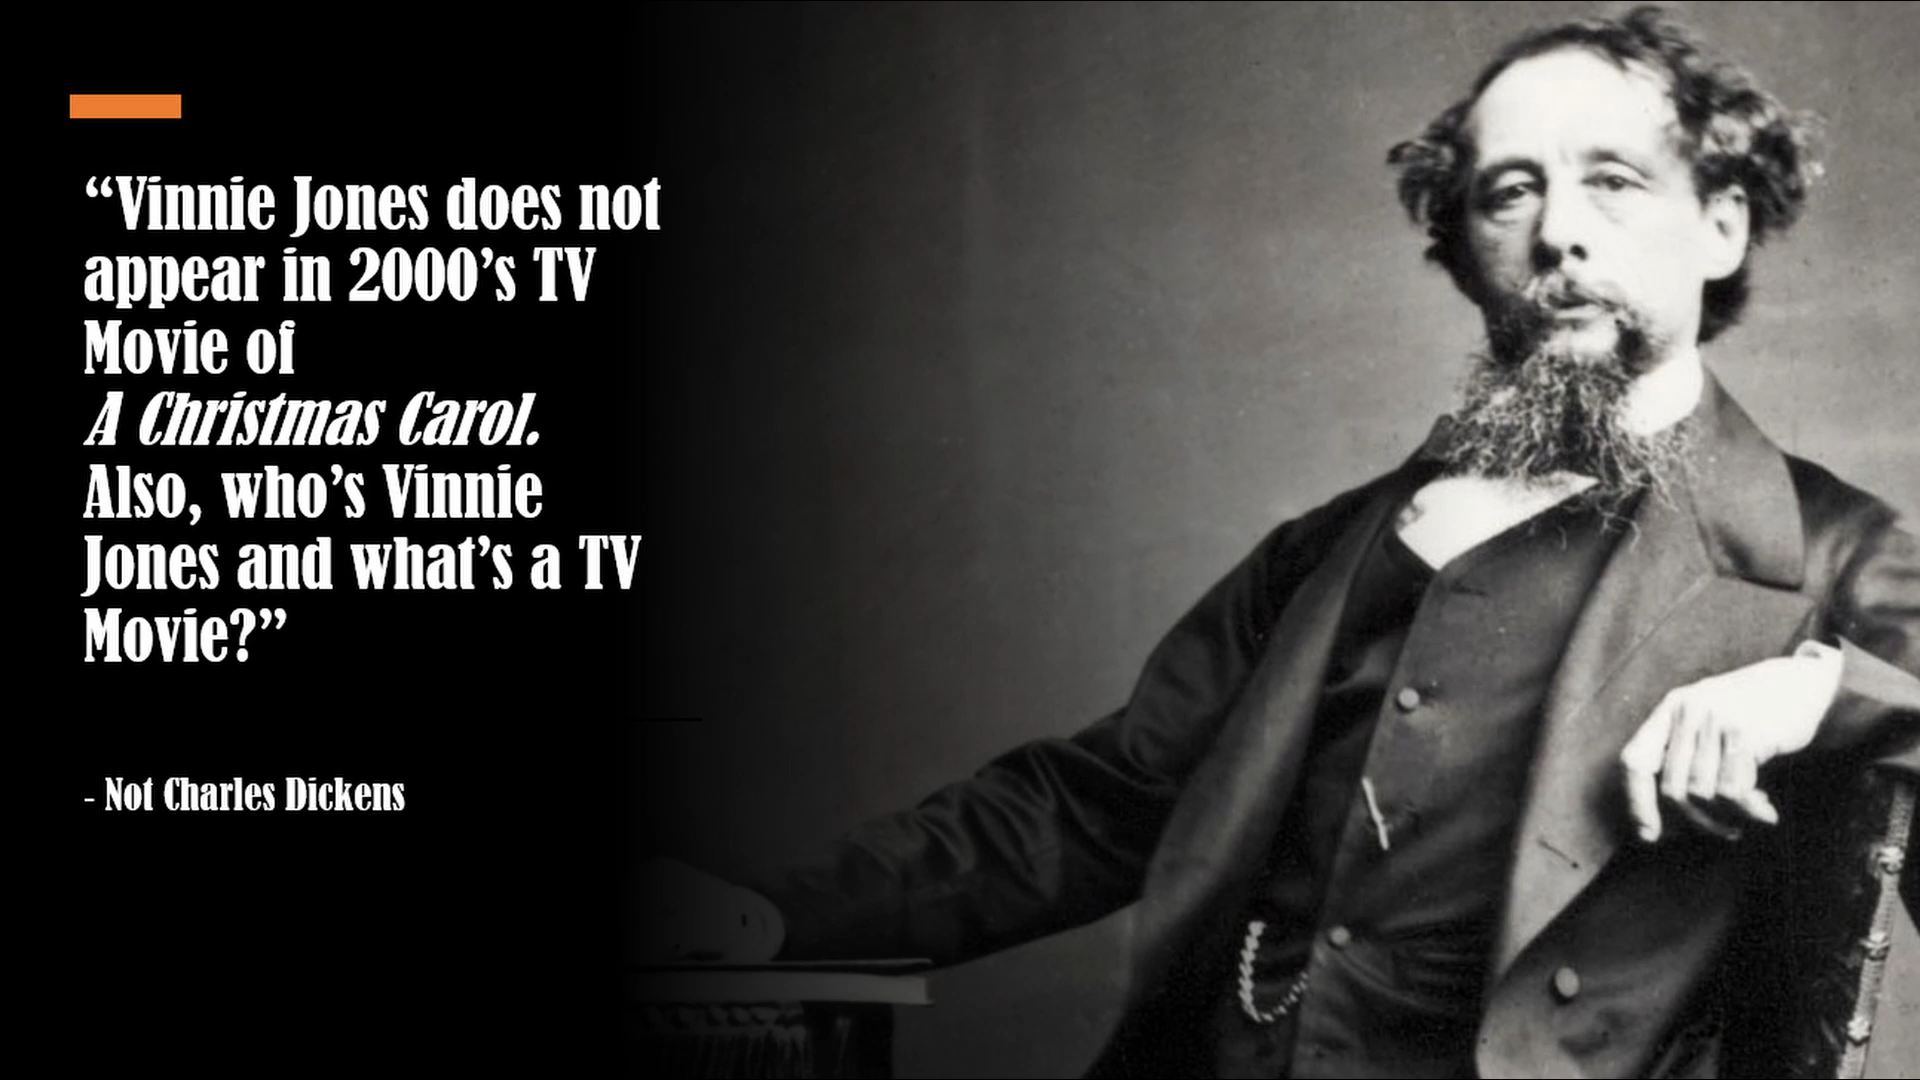 “Vinnie Jones does not
appear in 2000’s TV
Movie of
A Christmas Carol.
Also, who’s Vinnie
Jones and what’s a TV
Movie?”
- Not Charles Dickens